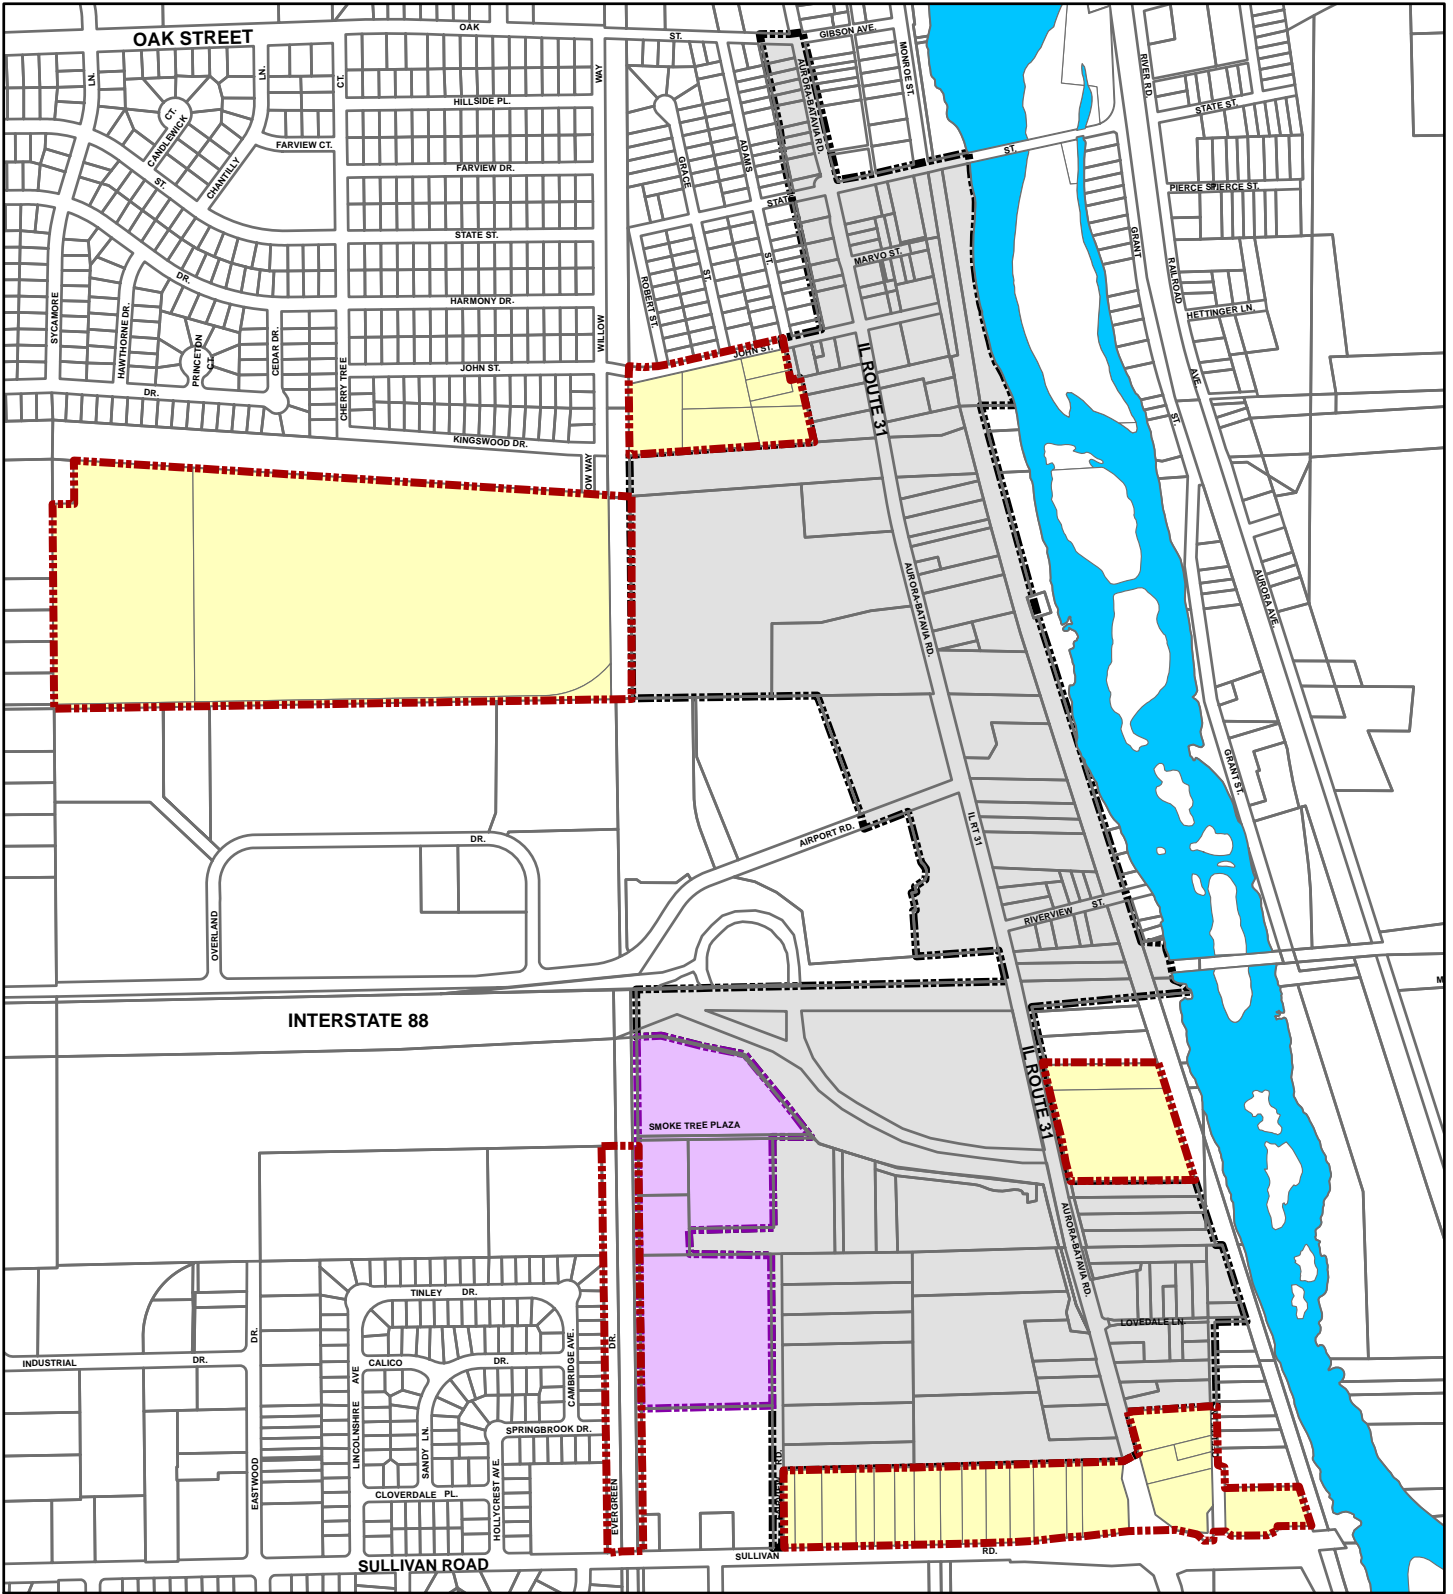 OAK STREET
OAK
ST.
GIBSON AVE.
LN.
LN.
CT.
WAY
AURORA-BATAVIA RD.
MONROE ST.
RIVER RD.
STATE ST.
HILLSIDE PL.
CT.
CANDLEWICK
FARVIEW CT.
CHANTILLY
ST.
FARVIEW DR.
GRACE
ADAMS
ST.
PIERCE ST.
PIERCE ST.
STATE
STATE ST.
GRANT
RAILROAD
MARVO ST.
DR.
ROBERT ST.
ST.
ST.
HARMONY DR.
SYCAMORE
HAWTHORNE DR.
PRINCETON
CT.
CEDAR DR.
WILLOW
HETTINGER LN.
JOHN ST.
JOHN ST.
CHERRY TREE
IL ROUTE 31
AVE.
DR.
ST.
KINGSWOOD DR.
OW WAY
AURORA-BATAVIA RD.
AURORA AVE.
GRANT ST.
IL RT 31
AIRPORT RD.
DR.
OVERLAND
RIVERVIEW
ST.
M
INTERSTATE 88
IL ROUTE 31
SMOKE TREE PLAZA
AURORA-BATAVIA RD.
TINLEY
DR.
LOVEDALE LN.
INDUSTRIAL
DR.
DR.
CALICO
DR.
CAMBRIDGE AVE.
DR.
LINCOLNSHIRE
AVE
SANDY
LN.
SPRINGBROOK DR.
EASTWOOD
HOLLYCREST AVE.
EVERGREEN
RD.
CLOVERDALE
PL.
SULLIVAN ROAD
SULLIVAN
RD.